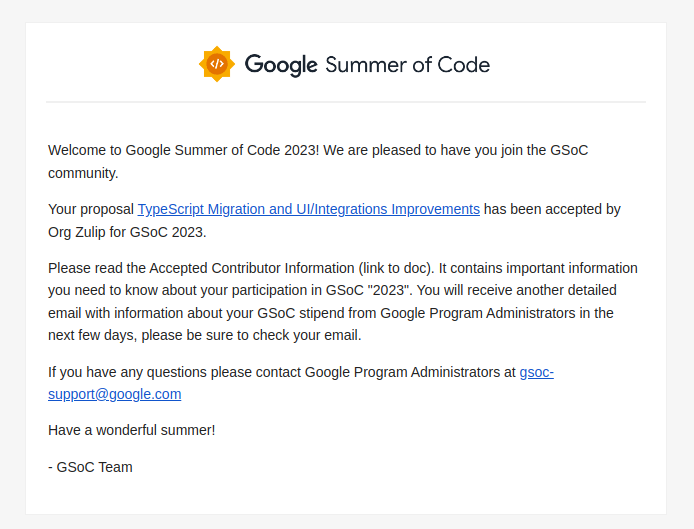 Google Summer of Code
Welcome to Google Summer of Code 2023! We are pleased to have you join the GSoC
community.
Your proposal TypeScript Migration and UI/Integrations Improvements has been accepted by
Org Zulip for GSoC 2023.
Please read the Accepted Contributor Information (link to doc). It contains important information
you need to know about your participation in GSoC "2023". You will receive another detailed
email with information about your GSoC stipend from Google Program Administrators in the
next few days, please be sure to check your email.
If you have any questions please contact Google Program Administrators at gsoc-
support@google.com
Have a wonderful summer!
- GSoC Team